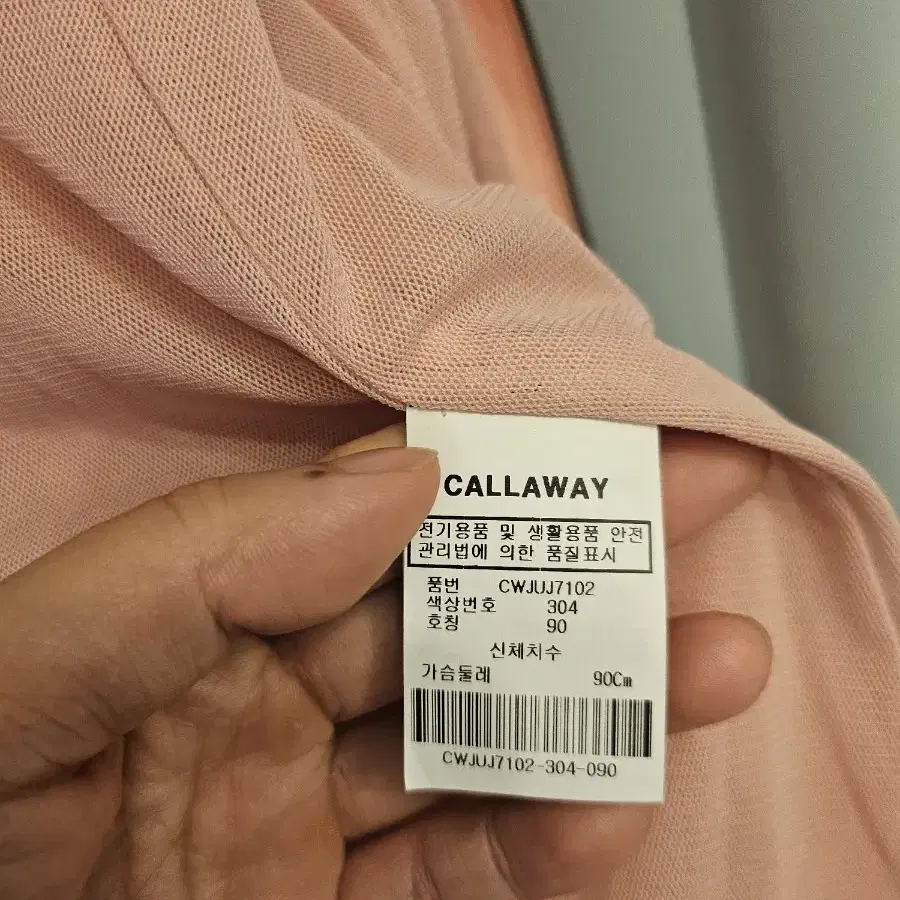 CALLAWAY
전기용품 및 생활용품 안전
관리법에 의한 품질표시
품번 CWJUJ7102
색상번호 304
호칭 90
신체치수
가슴둘레 90Cm
CWJUJ7102-304-090